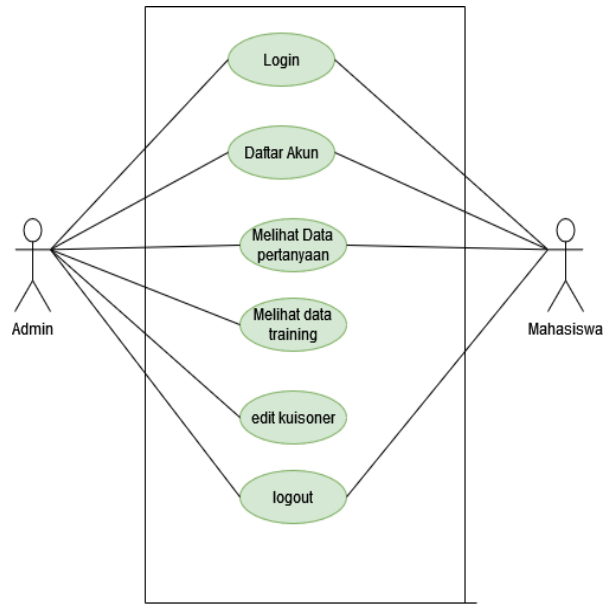 Login
Daftar Akun
Melihat Data
pertanyaan
Admin
Mahasiswa
Melihat data
training
edit kuisoner
logout